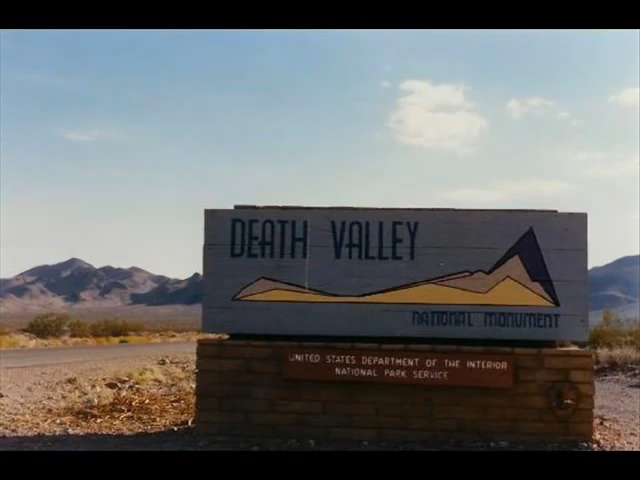 DEATH VALLEY
NATIONAL MONUMENT
UNITED STATES DEPARTMENT OF THE INTERIOR
NATIONAL PARK SERVICE